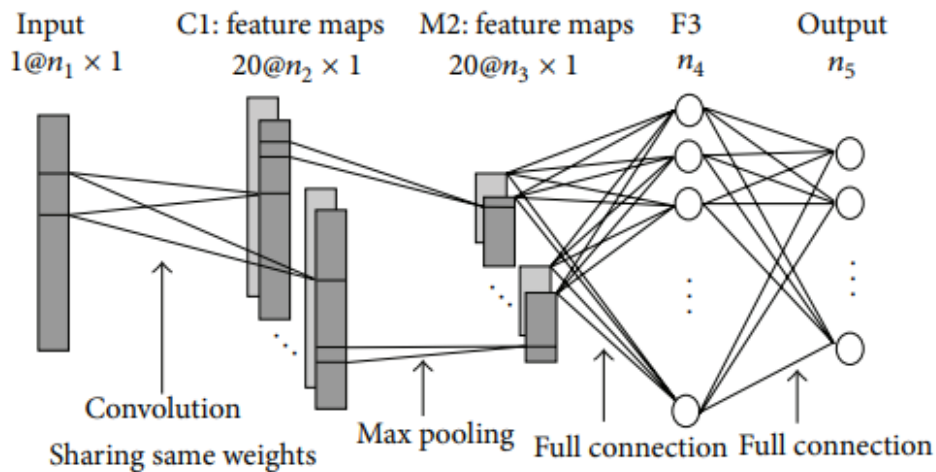 Input
1@n₁ × 1
C1: feature maps
20@n₂ × 1
M2: feature maps
20@n₃ × 1
F3
n₄
Output
n₅
Convolution
Sharing same weights
Max pooling
Full connection
Full connection